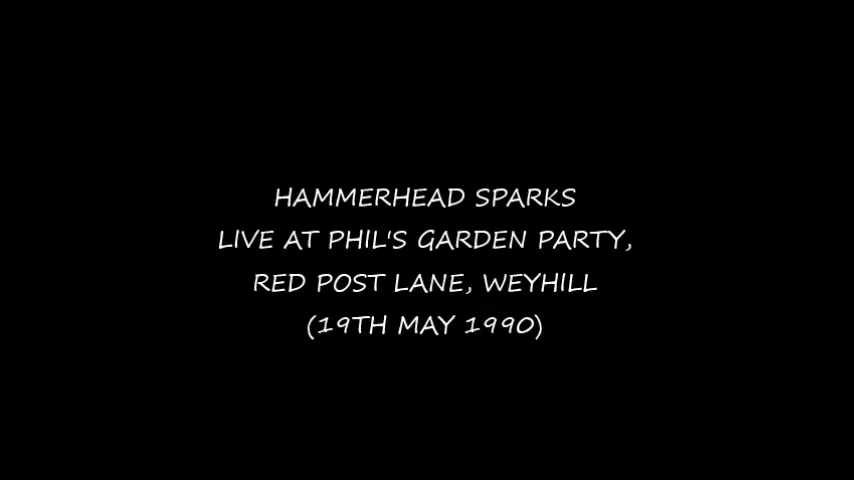 HAMMERHEAD SPARKS
LIVE AT PHIL'S GARDEN PARTY,
RED POST LANE, WEYHILL
(19TH MAY 1990)